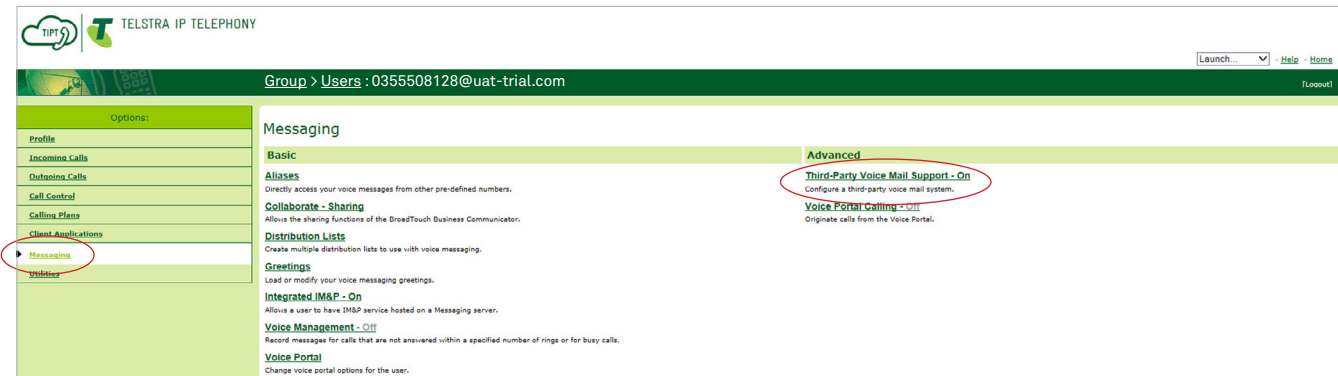 TIPT
TELSTRA IP TELEPHONY
Launch... - Help - Home
Group > Users : 0355508128@uat-trial.com
[Logout]
Options:
Profile
Incoming Calls
Outgoing Calls
Call Control
Calling Plans
Client Applications
Messaging
Utilities
Messaging
Basic
Aliases
Directly access your voice messages from other pre-defined numbers.
Collaborate - Sharing
Allows the sharing functions of the BroadTouch Business Communicator.
Distribution Lists
Create multiple distribution lists to use with voice messaging.
Greetings
Load or modify your voice messaging greetings.
Integrated IM&P - On
Allows a user to have IM&P service hosted on a Messaging server.
Voice Management - Off
Record messages for calls that are not answered within a specified number of rings or for busy calls.
Voice Portal
Change voice portal options for the user.
Advanced
Third-Party Voice Mail Support - On
Configure a third-party voice mail system.
Voice Portal Calling - Off
Originate calls from the Voice Portal.